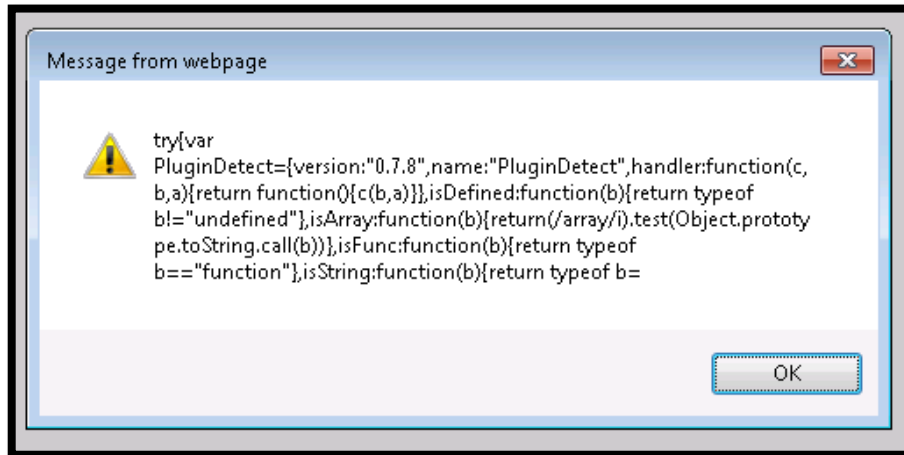 Message from webpage
try{var
PluginDetect={version:"0.7.8",name:"PluginDetect",handler:function(c,
b,a){return function(){c(b,a)}},isDefined:function(b){return typeof
b!="undefined"},isArray:function(b){return(/array/i).test(Object.prototy
pe.toString.call(b))},isFunc:function(b){return typeof
b=="function"},isString:function(b){return typeof b=
OK